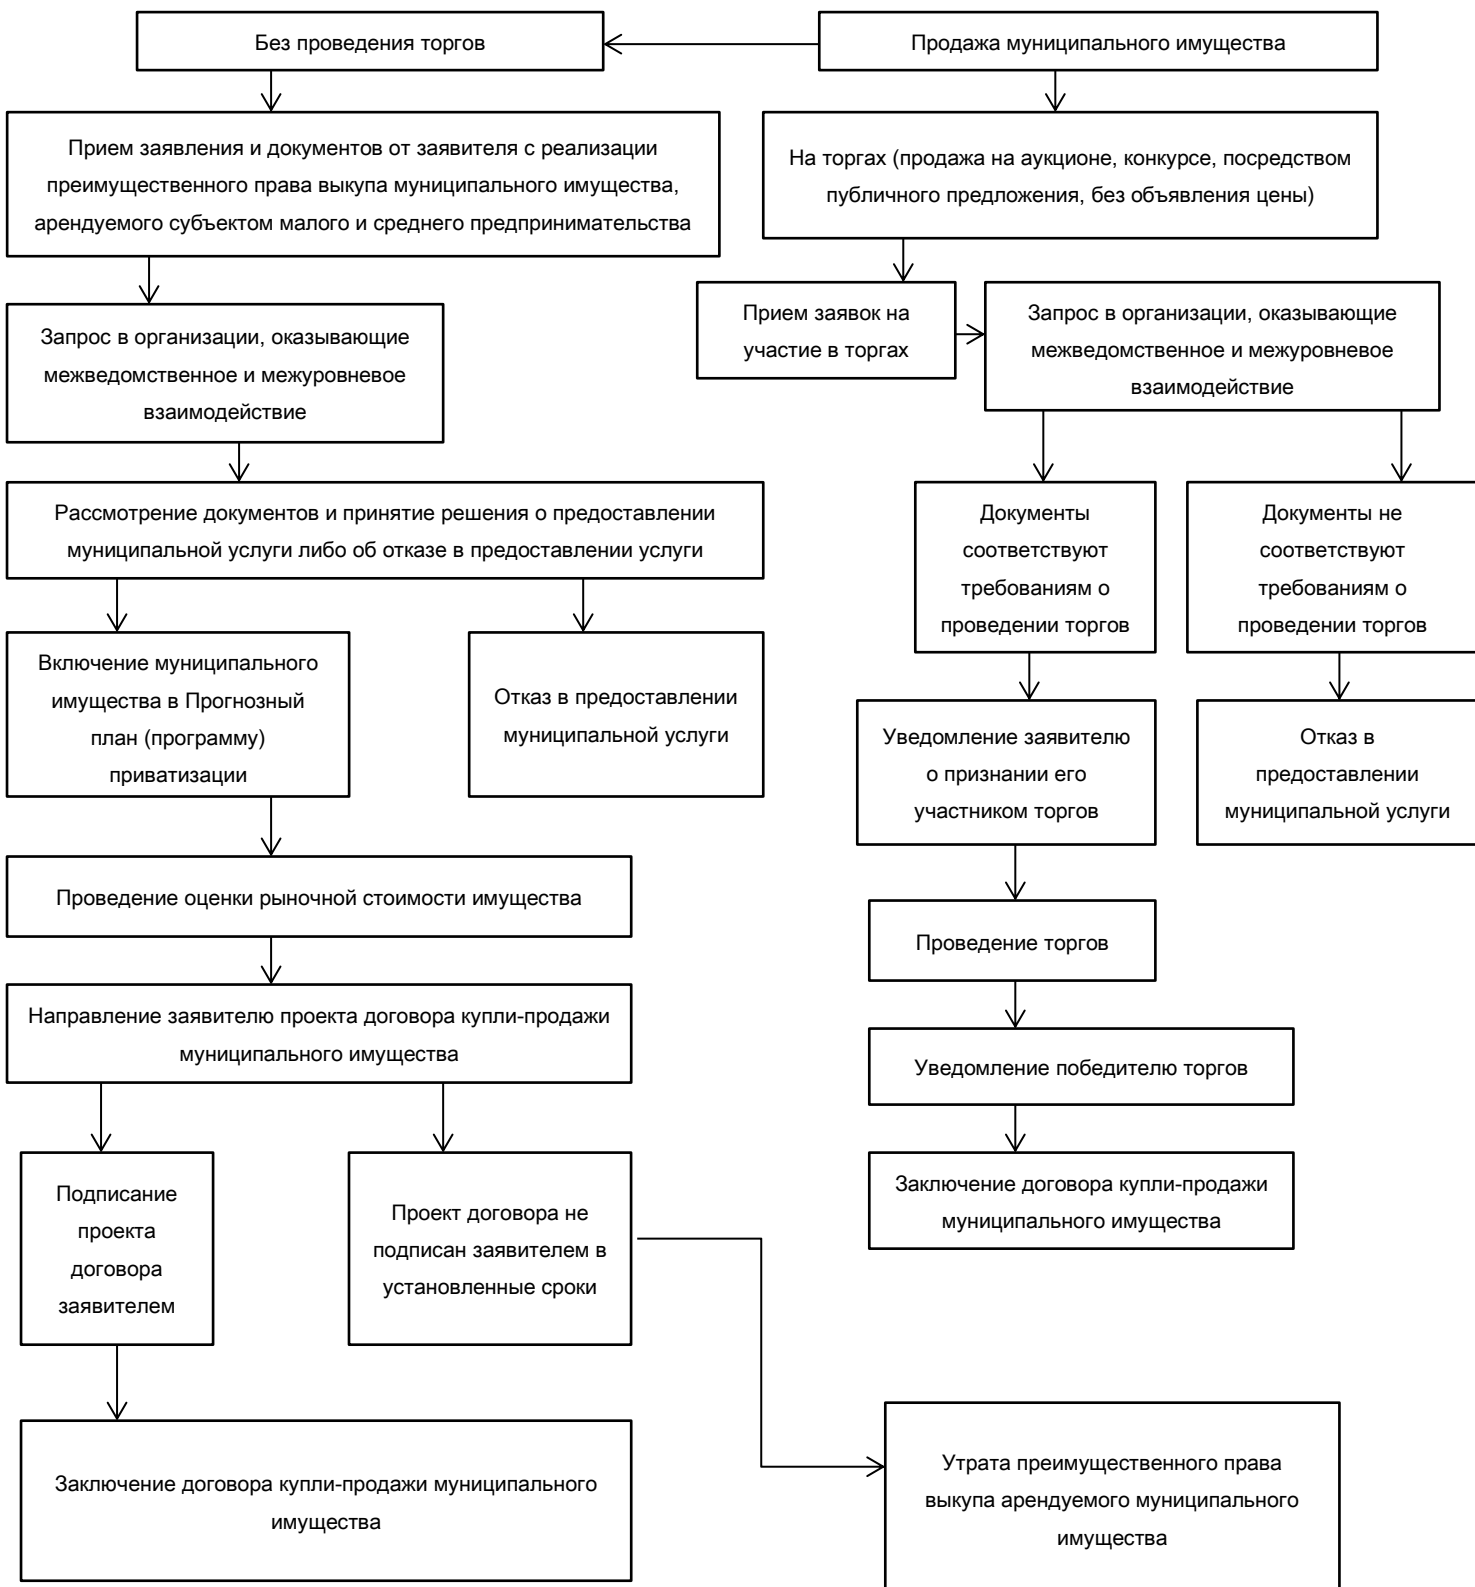 Без проведения торгов
Продажа муниципального имущества
Прием заявления и документов от заявителя с реализации
преимущественного права выкупа муниципального имущества,
арендуемого субъектом малого и среднего предпринимательства
На торгах (продажа на аукционе, конкурсе, посредством
публичного предложения, без объявления цены)
Запрос в организации, оказывающие
межведомственное и межуровневое
взаимодействие
Прием заявок на
участие в торгах
Запрос в организации, оказывающие
межведомственное и межуровневое
взаимодействие
Рассмотрение документов и принятие решения о предоставлении
муниципальной услуги либо об отказе в предоставлении услуги
Документы
соответствуют
требованиям о
проведении торгов
Документы не
соответствуют
требованиям о
проведении торгов
Включение муниципального
имущества в Прогнозный
план (программу)
приватизации
Отказ в предоставлении
муниципальной услуги
Уведомление заявителю
о признании его
участником торгов
Отказ в
предоставлении
муниципальной услуги
Проведение оценки рыночной стоимости имущества
Проведение торгов
Направление заявителю проекта договора купли-продажи
муниципального имущества
Уведомление победителю торгов
Подписание
проекта
договора
заявителем
Проект договора не
подписан заявителем в
установленные сроки
Заключение договора купли-продажи
муниципального имущества
Заключение договора купли-продажи муниципального
имущества
Утрата преимущественного права
выкупа арендуемого муниципального
имущества